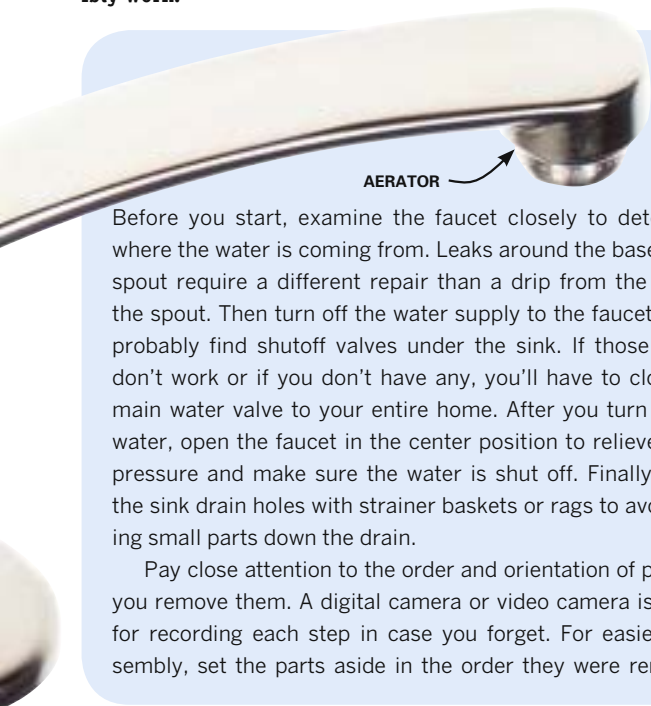 ibly work.
AERATOR
Before you start, examine the faucet closely to dete
where the water is coming from. Leaks around the base
spout require a different repair than a drip from the
the spout. Then turn off the water supply to the faucet
probably find shutoff valves under the sink. If those
don't work or if you don't have any, you'll have to clo
main water valve to your entire home. After you turn
water, open the faucet in the center position to relieve
pressure and make sure the water is shut off. Finally
the sink drain holes with strainer baskets or rags to avo
ing small parts down the drain.
Pay close attention to the order and orientation of p
you remove them. A digital camera or video camera is
for recording each step in case you forget. For easie
sembly, set the parts aside in the order they were re